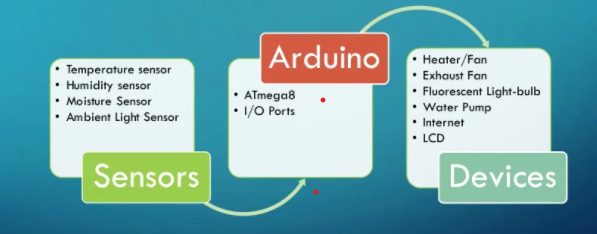 • Temperature sensor
• Humidity sensor
• Moisture Sensor
• Ambient Light Sensor
Sensors
Arduino
• ATmega8
• I/O Ports
• Heater/Fan
• Exhaust Fan
• Fluorescent Light-bulb
• Water Pump
• Internet
• LCD
Devices